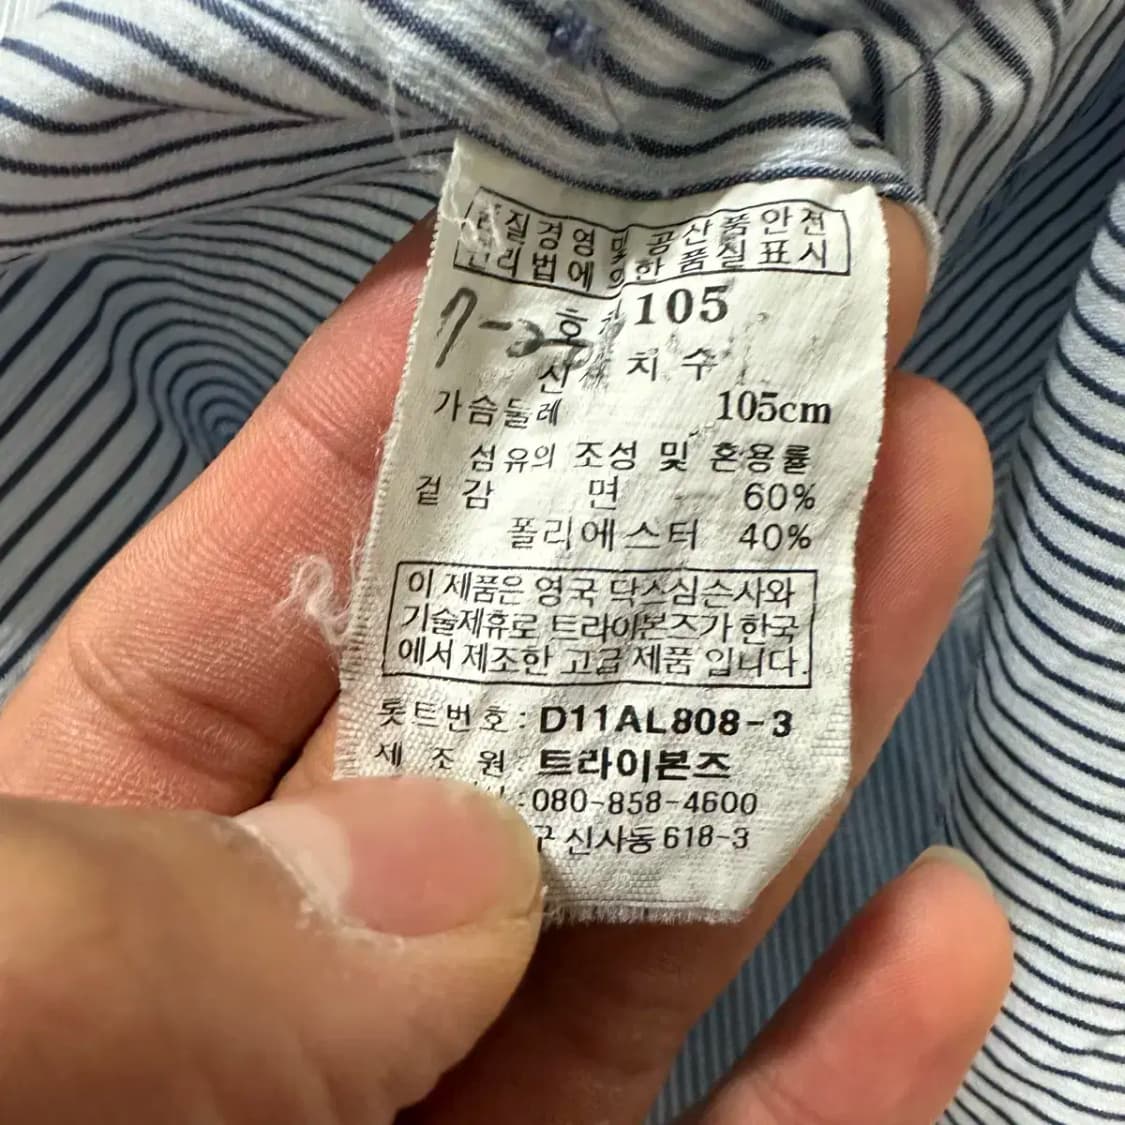 품질경영 및 공산품안전
관리법에 의한 품질표시
7-2
호칭 105
신체치수
가슴둘레 105cm
섬유의 조성 및 혼용률
겉감 면 60%
폴리에스터 40%
이 제품은 영국 닥스심슨사와
기술제휴로 트라이본즈가 한국
에서 제조한 고급 제품 입니다.
롯트번호 : D11AL808-3
제조원 : 트라이본즈
080-858-4600
구 신사동 618-3